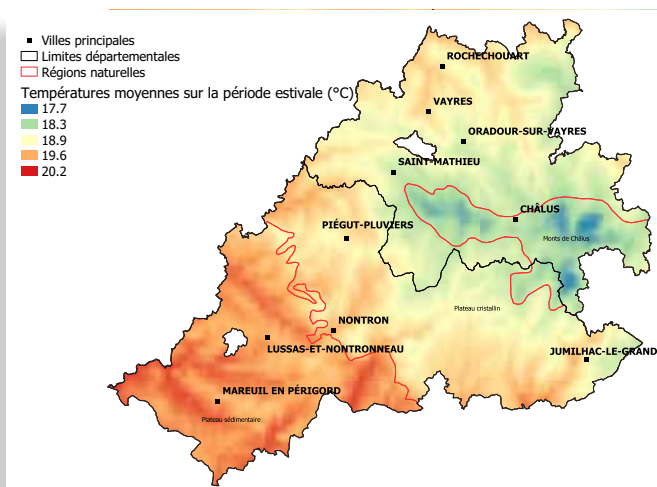 Villes principales
Limites départementales
Régions naturelles
Températures moyennes sur la période estivale (°C)
17.7
18.3
18.9
19.6
20.2
ROCHECHOUART
VAYRES
ORADOUR-SUR-VAYRES
SAINT-MATHIEU
CHÂLUS
PIÉGUT-PLUVIERS
Monts de Châlus
Plateau cristallin
NONTRON
LUSSAS-ET-NONTRONNEAU
JUMILHAC-LE-GRAND
MAREUIL EN PÉRIGORD
Plateau sédimentaire